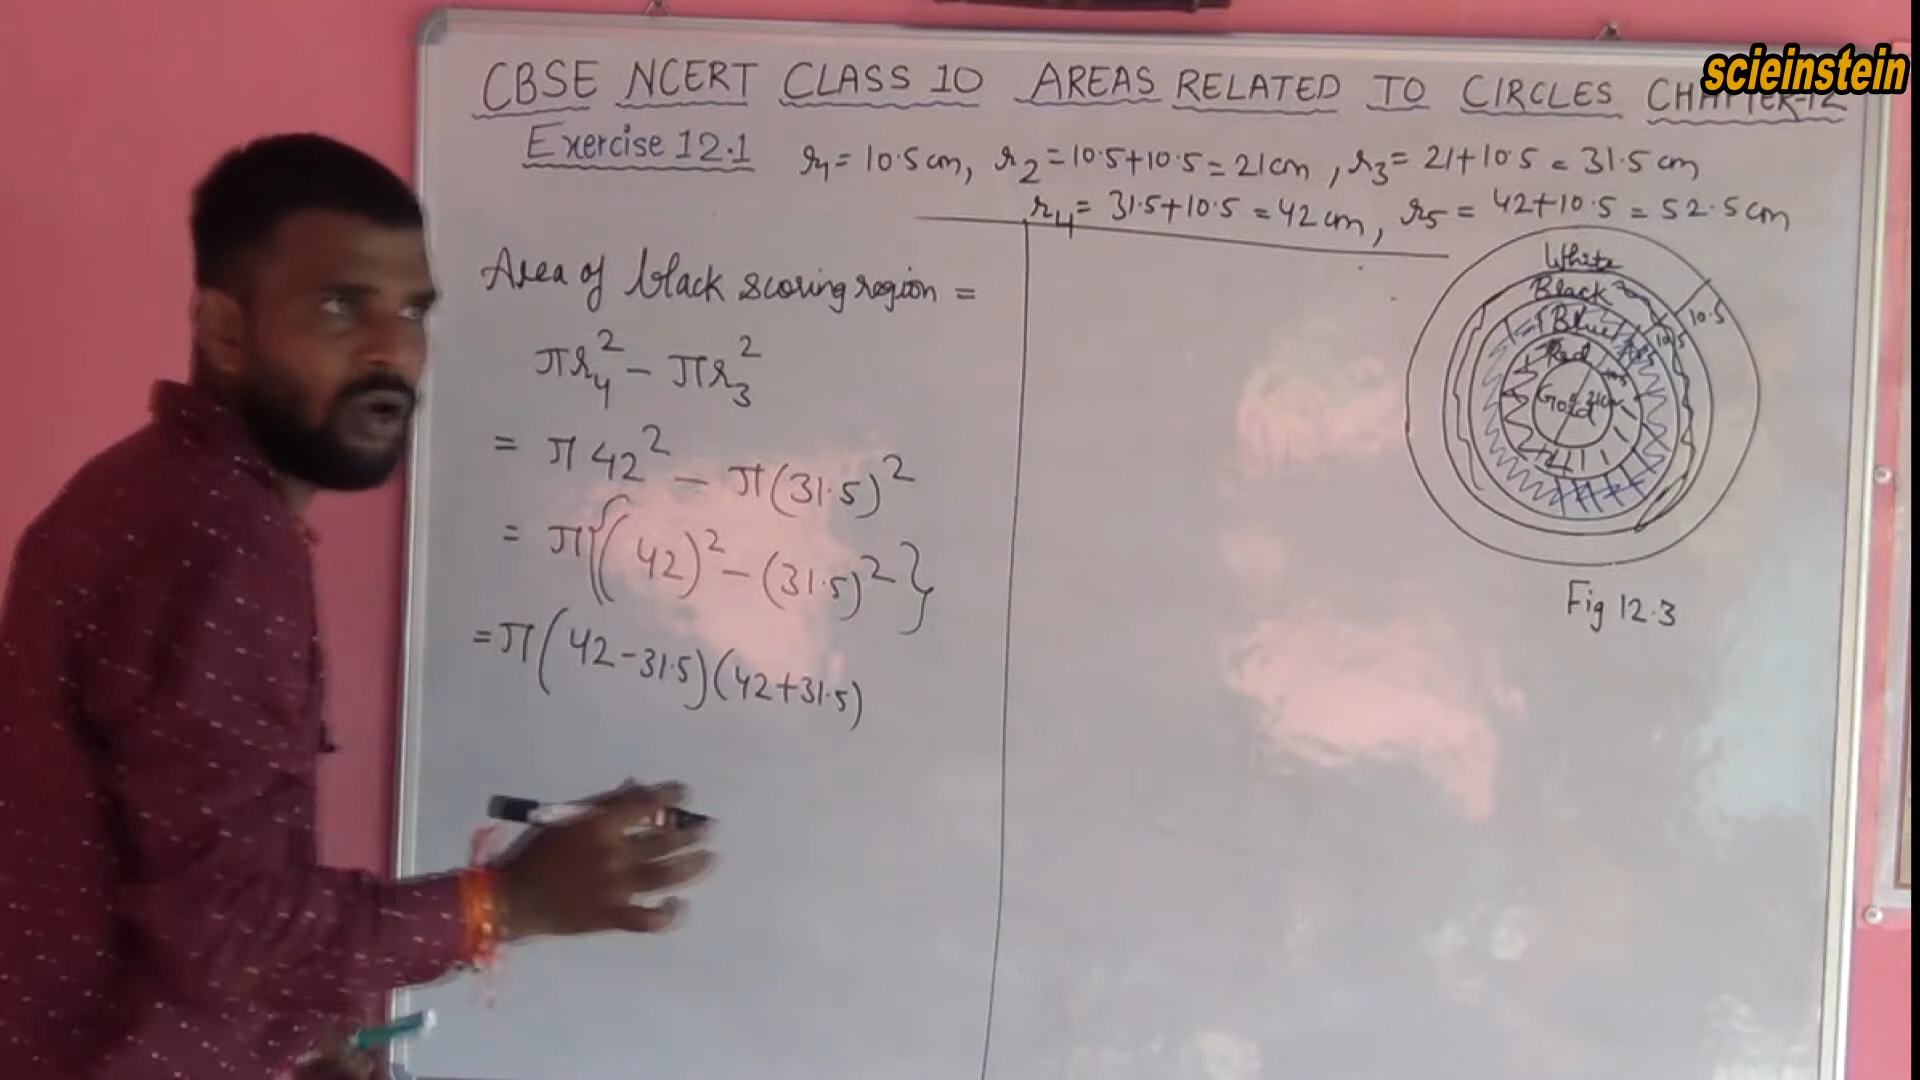 scieinstein
CBSE NCERT CLASS 10 AREAS RELATED TO CIRCLES CHAPTER-12
Exercise 12.1
r₁ = 10.5 cm, r₂ = 10.5+10.5 = 21cm, r₃ = 21+10.5 = 31.5 cm
r₄ = 31.5+10.5 = 42 cm, r₅ = 42+10.5 = 52.5 cm
Area of black scoring region =
πr₄² - πr₃²
= π 42² - π(31.5)²
= π{(42)² - (31.5)²}
= π(42-31.5)(42+31.5)
White
Black
Blue
Red
Gold
21cm
10.5
10.5
Fig 12.3